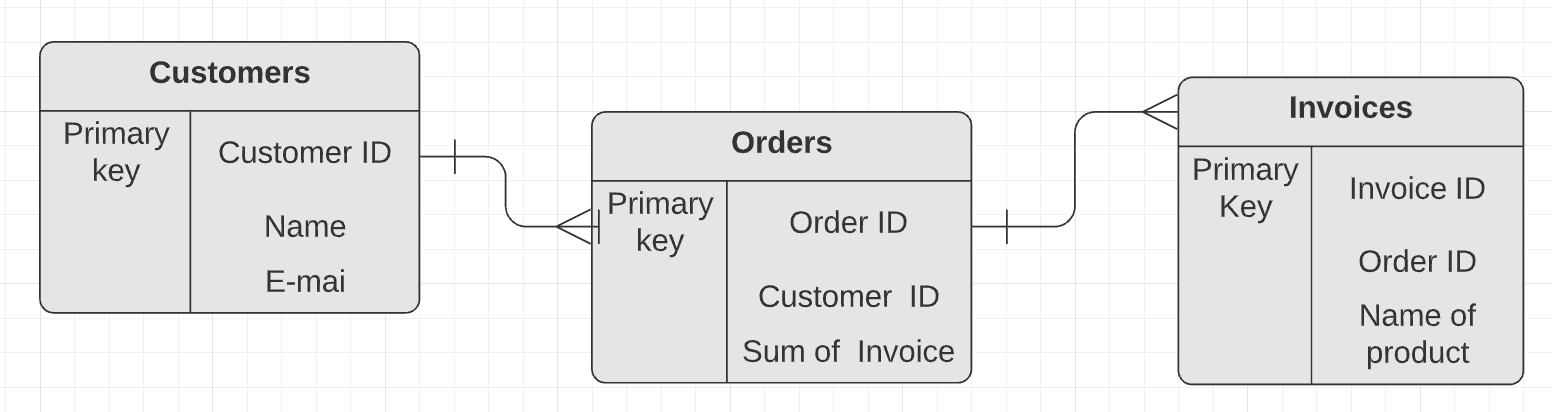 Customers
Primary
key
Customer ID
Name
E-mai
Orders
Primary
key
Order ID
Customer  ID
Sum of  Invoice
Invoices
Primary
Key
Invoice ID
Order ID
Name of
product